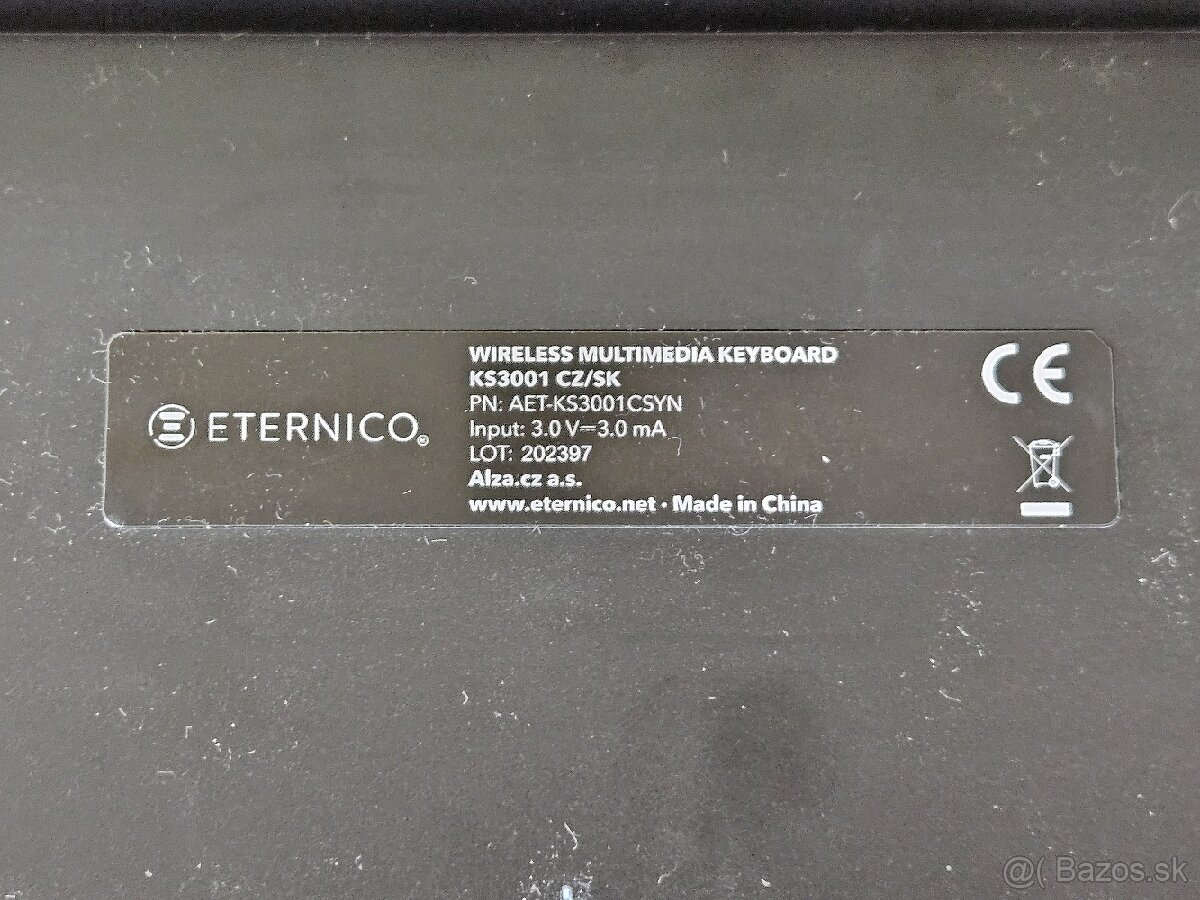 ETERNICO®
WIRELESS MULTIMEDIA KEYBOARD
KS3001 CZ/SK
PN: AET-KS3001CSYN
Input: 3.0 V⎓3.0 mA
LOT: 202397
Alza.cz a.s.
www.eternico.net · Made in China
CE
@( Bazos.sk